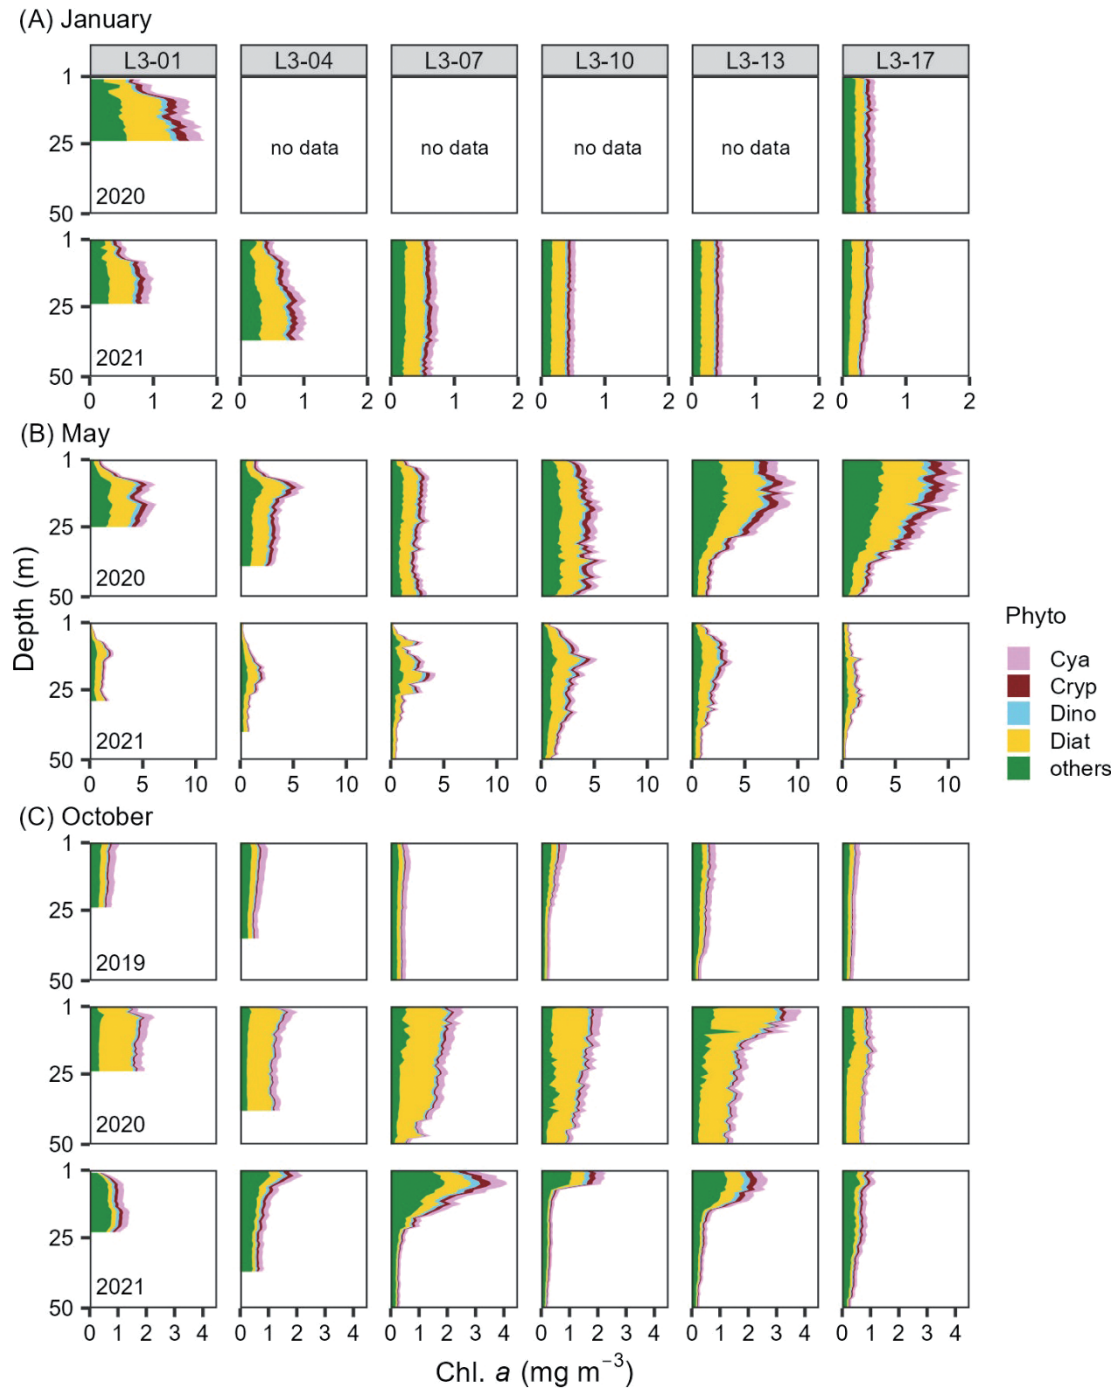 (A) January
L3-01 L3-04 L3-07 L3-10 L3-13 L3-17
1
25 no data no data no data no data
2020
50
1
25
2021
50
0 1 2 0 1 2 0 1 2 0 1 2 0 1 2 0 1 2
(B) May
1
25
2020
50
Depth (m)
1
25
2021
50
0 5 10 0 5 10 0 5 10 0 5 10 0 5 10 0 5 10
Phyto
Cya
Cryp
Dino
Diat
others
(C) October
1
25
2019
50
1
25
2020
50
1
25
2021
50
0 1 2 3 4 0 1 2 3 4 0 1 2 3 4 0 1 2 3 4 0 1 2 3 4 0 1 2 3 4
Chl. a (mg m⁻³)